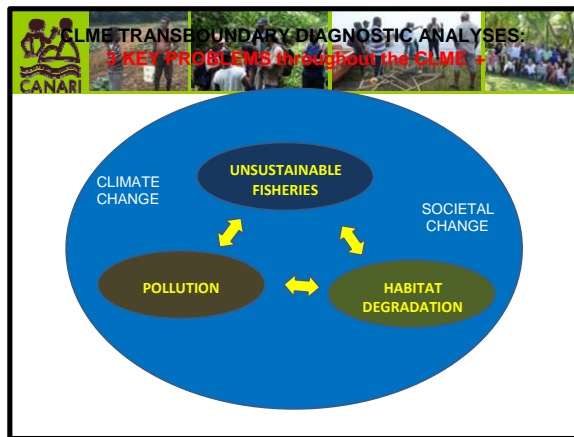 CLME TRANSBOUNDARY DIAGNOSTIC ANALYSES:
3 KEY PROBLEMS throughout the CLME +
CANARI
UNSUSTAINABLE
FISHERIES
CLIMATE
CHANGE
SOCIETAL
CHANGE
POLLUTION
HABITAT
DEGRADATION